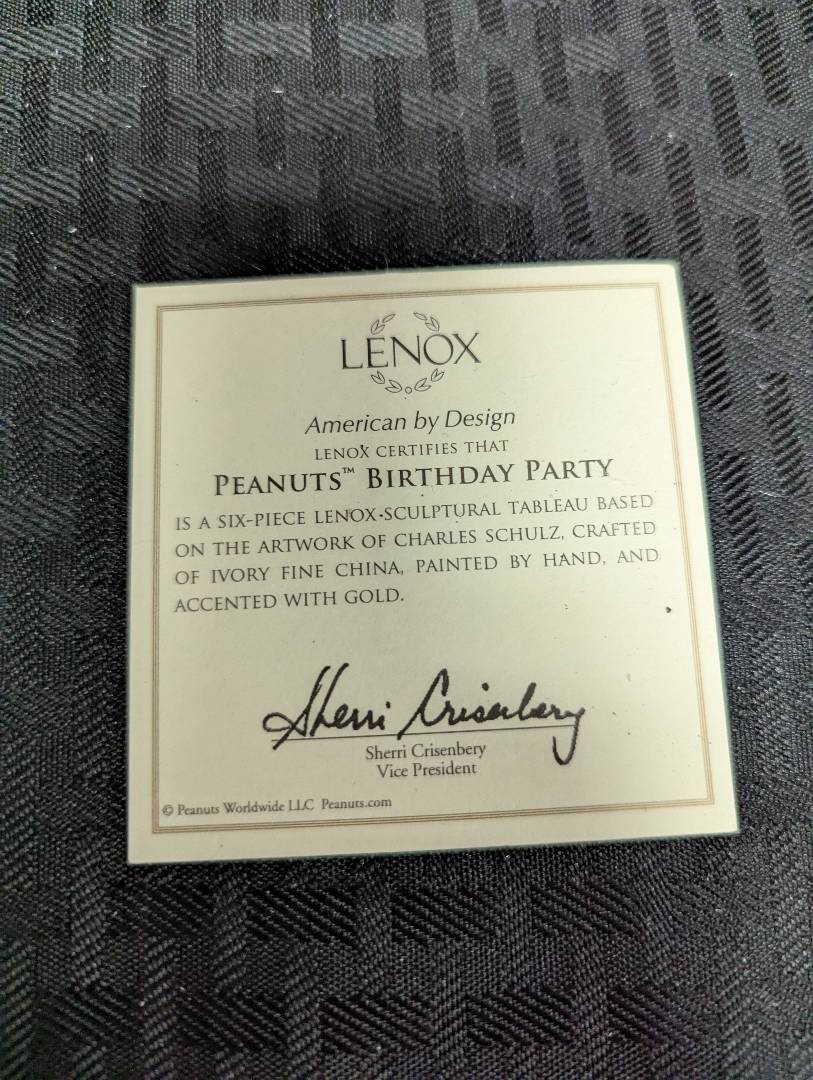 LENOX
American by Design
LENOX CERTIFIES THAT
PEANUTS™ BIRTHDAY PARTY
IS A SIX-PIECE LENOX SCULPTURAL TABLEAU BASED
ON THE ARTWORK OF CHARLES SCHULZ, CRAFTED
OF IVORY FINE CHINA, PAINTED BY HAND, AND
ACCENTED WITH GOLD.
Sherri Crisenbery
Sherri Crisenbery
Vice President
© Peanuts Worldwide LLC Peanuts.com